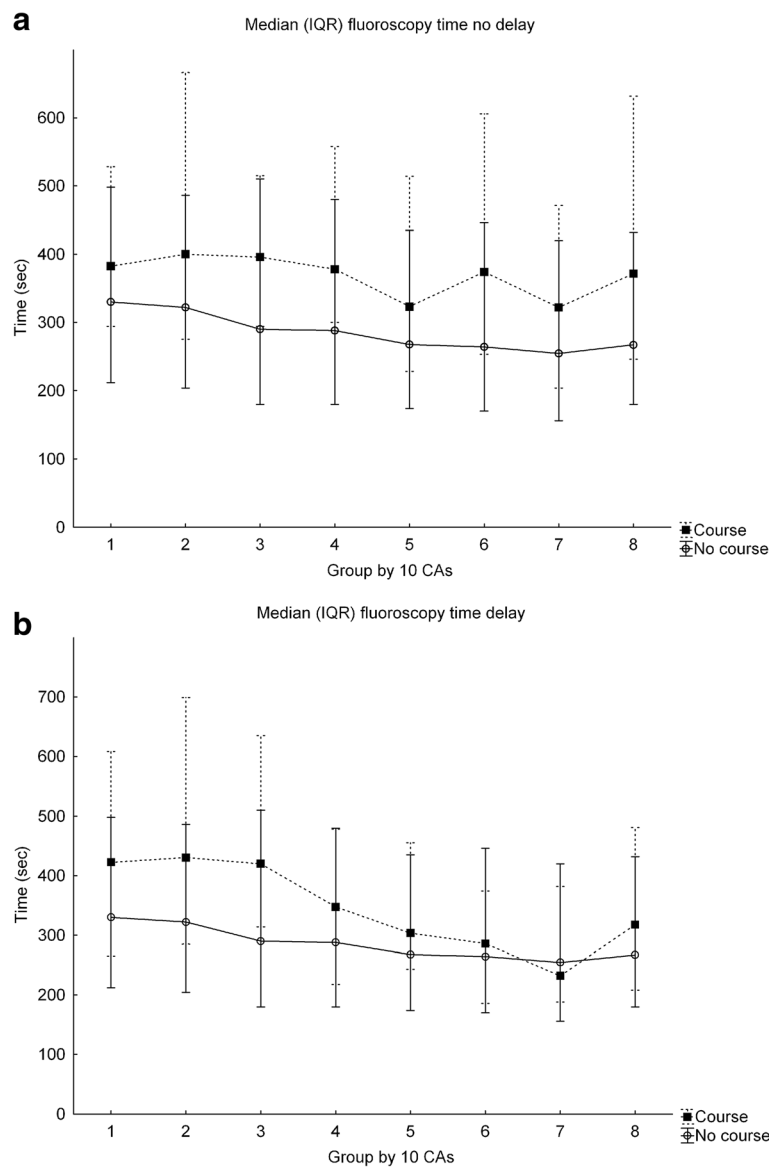 a
Median (IQR) fluoroscopy time no delay
600
500
400
300
200
100
0
Time (sec)
1 2 3 4 5 6 7 8
Group by 10 CAs
Course
No course
b
Median (IQR) fluoroscopy time delay
700
600
500
400
300
200
100
0
Time (sec)
1 2 3 4 5 6 7 8
Group by 10 CAs
Course
No course